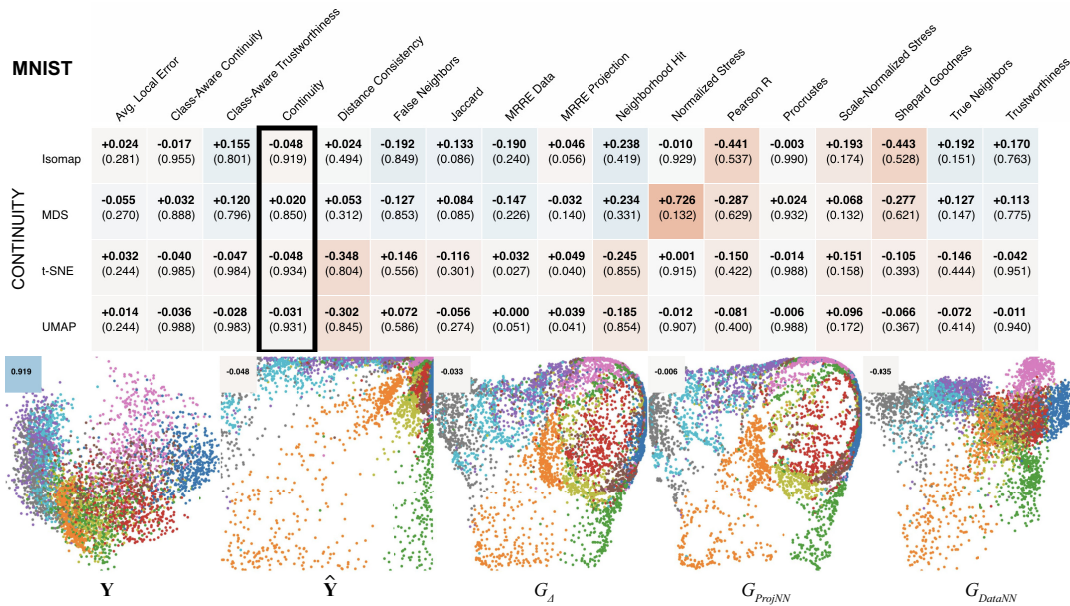 MNIST
Avg. Local Error
Class-Aware Continuity
Class-Aware Trustworthiness
Continuity
Distance Consistency
False Neighbors
Jaccard
MRRE Data
MRRE Projection
Neighborhood Hit
Normalized Stress
Pearson R
Procrustes
Scale-Normalized Stress
Shepard Goodness
True Neighbors
Trustworthiness
CONTINUITY
+0.024 -0.017 +0.155 -0.048 +0.024 -0.192 +0.133 -0.190 +0.046 +0.238 -0.010 -0.441 -0.003 +0.193 -0.443 +0.192 +0.170
Isomap
(0.281) (0.955) (0.801) (0.919) (0.494) (0.849) (0.086) (0.240) (0.056) (0.419) (0.929) (0.537) (0.990) (0.174) (0.528) (0.151) (0.763)
-0.055 +0.032 +0.120 +0.020 +0.053 -0.127 +0.084 -0.147 -0.032 +0.234 +0.726 -0.287 -0.024 +0.068 -0.277 +0.127 +0.113
MDS
(0.270) (0.888) (0.796) (0.850) (0.312) (0.853) (0.085) (0.226) (0.140) (0.331) (0.132) (0.629) (0.932) (0.132) (0.621) (0.147) (0.775)
+0.032 -0.040 -0.047 -0.048 -0.348 +0.146 -0.116 +0.032 +0.049 -0.245 +0.001 -0.150 -0.014 +0.151 -0.105 -0.146 -0.042
t-SNE
(0.244) (0.985) (0.984) (0.934) (0.804) (0.556) (0.301) (0.027) (0.040) (0.855) (0.915) (0.422) (0.988) (0.158) (0.393) (0.444) (0.951)
+0.014 -0.036 -0.028 -0.031 -0.302 +0.072 -0.056 +0.000 +0.039 -0.185 -0.012 -0.081 -0.006 +0.096 -0.066 -0.072 -0.011
UMAP
(0.244) (0.988) (0.983) (0.931) (0.845) (0.586) (0.274) (0.051) (0.041) (0.854) (0.907) (0.400) (0.988) (0.172) (0.367) (0.414) (0.940)
0.919 -0.048 -0.033 -0.006 -0.435
Y Ŷ G_Δ G_ProjNN G_DataNN